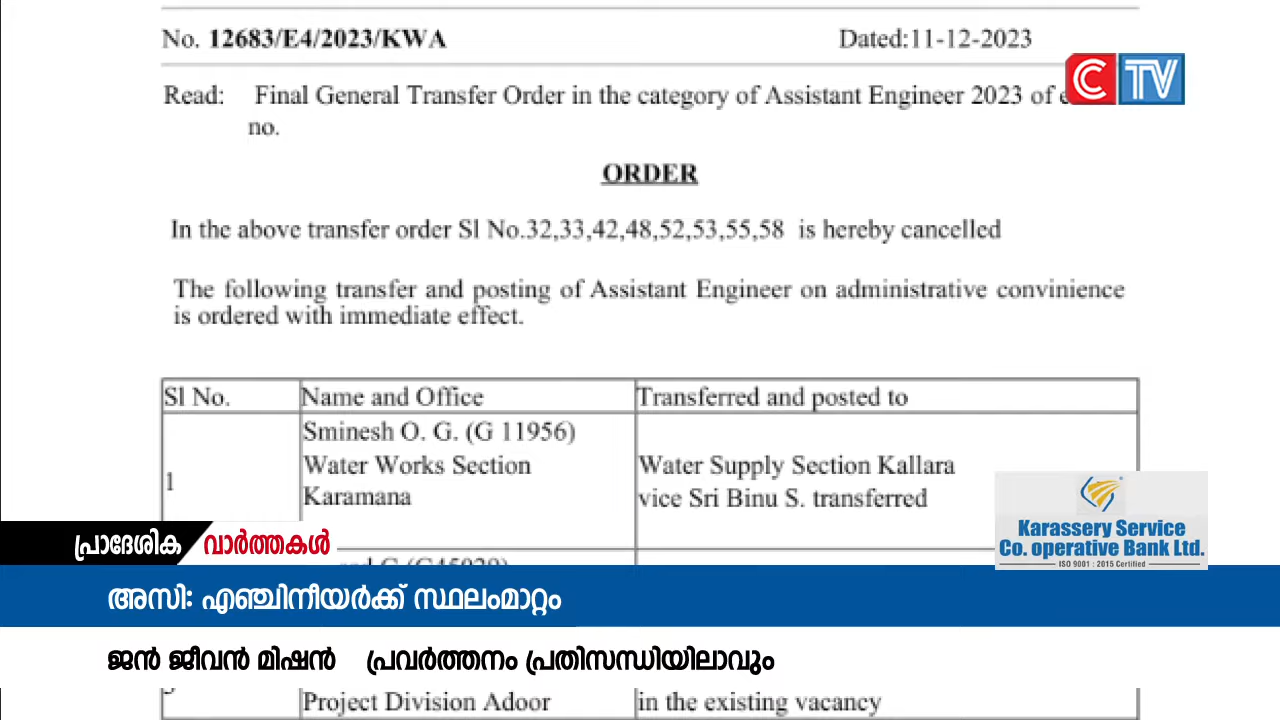 No. 12683/E4/2023/KWA Dated:11-12-2023
C TV
Read: Final General Transfer Order in the category of Assistant Engineer 2023 of
no.
ORDER
In the above transfer order Sl No.32,33,42,48,52,53,55,58 is hereby cancelled
The following transfer and posting of Assistant Engineer on administrative convinience
is ordered with immediate effect.
Sl No. Name and Office Transferred and posted to
Sminesh O. G. (G 11956)
Water Works Section Water Supply Section Kallara
1
Karamana vice Sri Binu S. transferred
Karassery Service
Co. operative Bank Ltd.
ISO 9001 : 2015 Certified
പ്രാദേശിക വാർത്തകൾ
അസി: എഞ്ചിനീയർക്ക് സ്ഥലംമാറ്റം
ജൻ ജീവൻ മിഷൻ പ്രവർത്തനം പ്രതിസന്ധിയിലാവും
Project Division Adoor in the existing vacancy